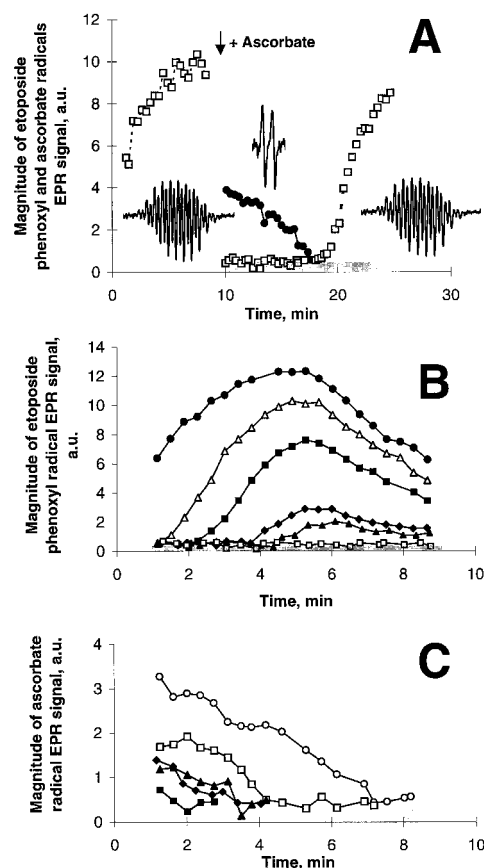 A
+ Ascorbate
Magnitude of etoposide
phenoxyl and ascorbate radicals
EPR signal, a.u.
12
10
8
6
4
2
0
0 10 20 30
Time, min
B
Magnitude of etoposide
phenoxyl radical EPR signal,
a.u.
14
12
10
8
6
4
2
0
0 2 4 6 8 10
Time, min
C
Magnitude of ascorbate
radical EPR signal, a.u.
4
3
2
1
0
0 2 4 6 8 10
Time, min